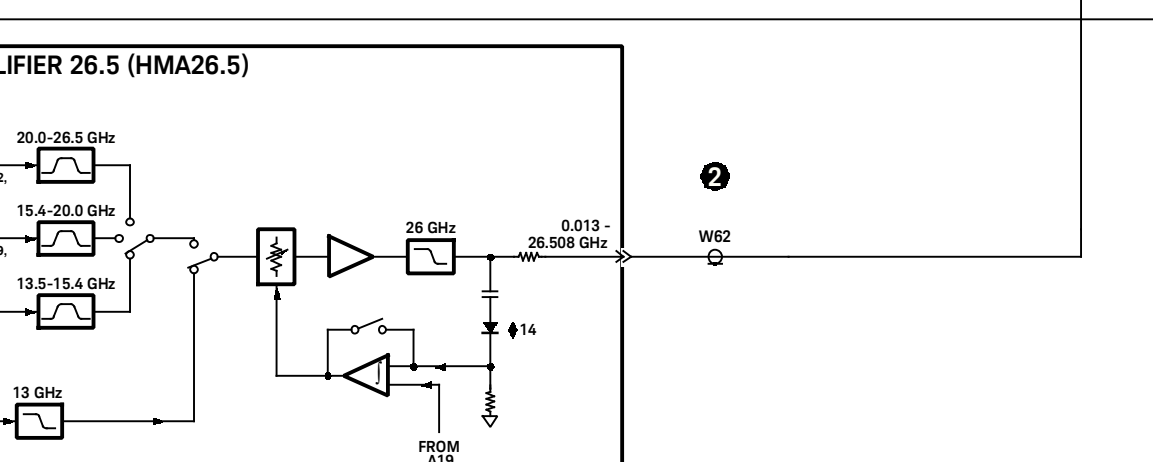 LIFIER 26.5 (HMA26.5)
20.0-26.5 GHz
2,
15.4-20.0 GHz
9,
13.5-15.4 GHz
26 GHz
0.013 -
26.508 GHz
2
W62
14
∫
13 GHz
FROM
A19